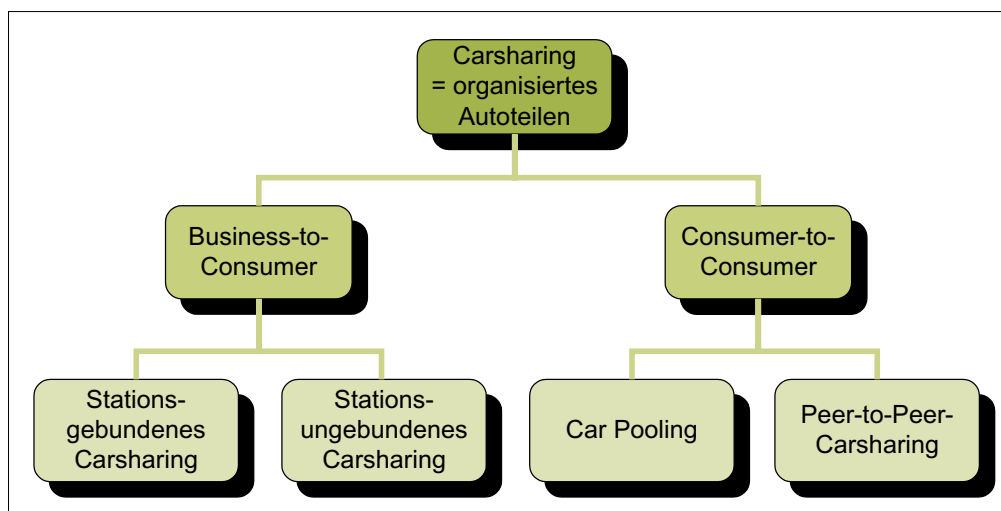 Carsharing
= organisiertes
Autoteilen
Business-to-
Consumer
Consumer-to-
Consumer
Stations-
gebundenes
Carsharing
Stations-
ungebundenes
Carsharing
Car Pooling
Peer-to-Peer-
Carsharing